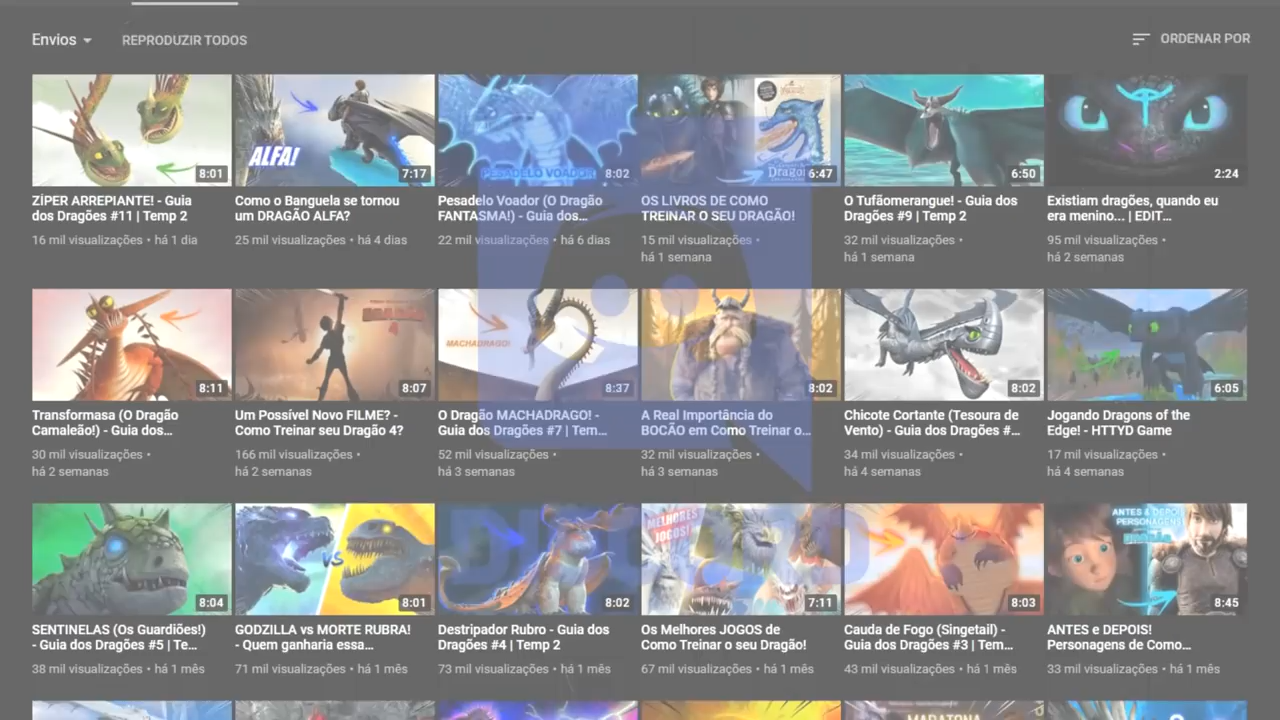 Envios
REPRODUZIR TODOS
ORDENAR POR
8:01
ALFA!
7:17
PESADELO VOADOR
8:02
Dragão
6:47
6:50
2:24
ZÍPER ARREPIANTE! - Guia
dos Dragões #11 | Temp 2
16 mil visualizações • há 1 dia
Como o Banguela se tornou
um DRAGÃO ALFA?
25 mil visualizações • há 4 dias
Pesadelo Voador (O Dragão
FANTASMA!) - Guia dos...
22 mil visualizações • há 6 dias
OS LIVROS DE COMO
TREINAR O SEU DRAGÃO!
15 mil visualizações •
há 1 semana
O Tufãomerangue! - Guia dos
Dragões #9 | Temp 2
32 mil visualizações •
há 1 semana
Existiam dragões, quando eu
era menino... | EDIT...
95 mil visualizações •
há 2 semanas
8:11
DRAGÃO
4
8:07
MACHADRAGO!
8:37
8:02
8:02
6:05
Transformasa (O Dragão
Camaleão!) - Guia dos...
30 mil visualizações •
há 2 semanas
Um Possível Novo FILME? -
Como Treinar seu Dragão 4?
166 mil visualizações •
há 2 semanas
O Dragão MACHADRAGO! -
Guia dos Dragões #7 | Tem...
52 mil visualizações •
há 3 semanas
A Real Importância do
BOCÃO em Como Treinar o...
32 mil visualizações •
há 3 semanas
Chicote Cortante (Tesoura de
Vento) - Guia dos Dragões #...
34 mil visualizações •
há 4 semanas
Jogando Dragons of the
Edge! - HTTYD Game
17 mil visualizações •
há 4 semanas
8:04
VS
8:01
DISCORD
8:02
MELHORES
JOGOS!
7:11
8:03
ANTES & DEPOIS
PERSONAGENS
8:45
SENTINELAS (Os Guardiões!)
- Guia dos Dragões #5 | Te...
38 mil visualizações • há 1 mês
GODZILLA vs MORTE RUBRA!
- Quem ganharia essa...
71 mil visualizações • há 1 mês
Destripador Rubro - Guia dos
Dragões #4 | Temp 2
73 mil visualizações • há 1 mês
Os Melhores JOGOS de
Como Treinar o seu Dragão!
67 mil visualizações • há 1 mês
Cauda de Fogo (Singetail) -
Guia dos Dragões #3 | Tem...
43 mil visualizações • há 1 mês
ANTES e DEPOIS!
Personagens de Como...
33 mil visualizações • há 1 mês
MARATONA